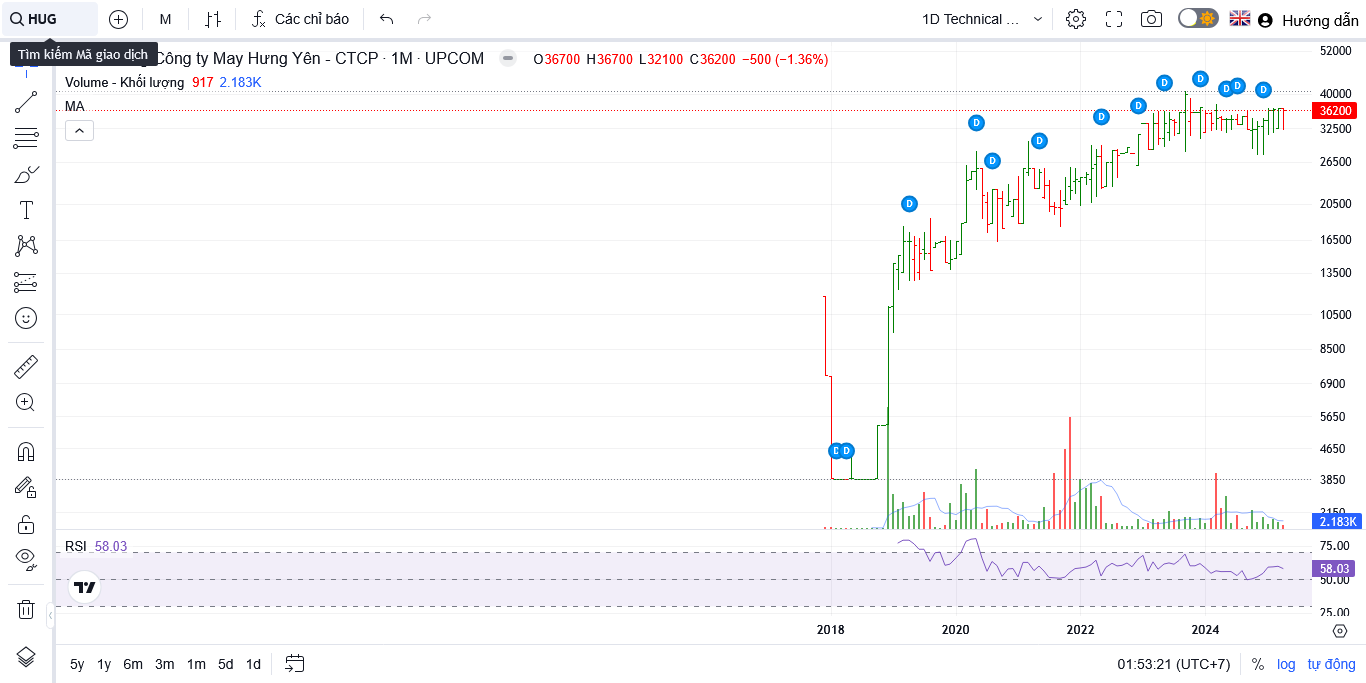 HUG
M
Các chỉ báo
1D Technical ...
Hướng dẫn
Tìm kiếm Mã giao dịch
Công ty May Hưng Yên - CTCP · 1M · UPCOM
O36700 H36700 L32100 C36200 −500 (−1.36%)
Volume - Khối lượng 917 2.183K
MA
52000
40000
36200
32500
26500
20500
16500
13500
10500
8500
6900
5650
4650
3850
3150
2.183K
D
D
D
D
D
D
D
D
D
D
D
D
D
D
RSI 58.03
75.00
58.03
50.00
25.00
2018
2020
2022
2024
5y 1y 6m 3m 1m 5d 1d
01:53:21 (UTC+7)
%
log
tự động